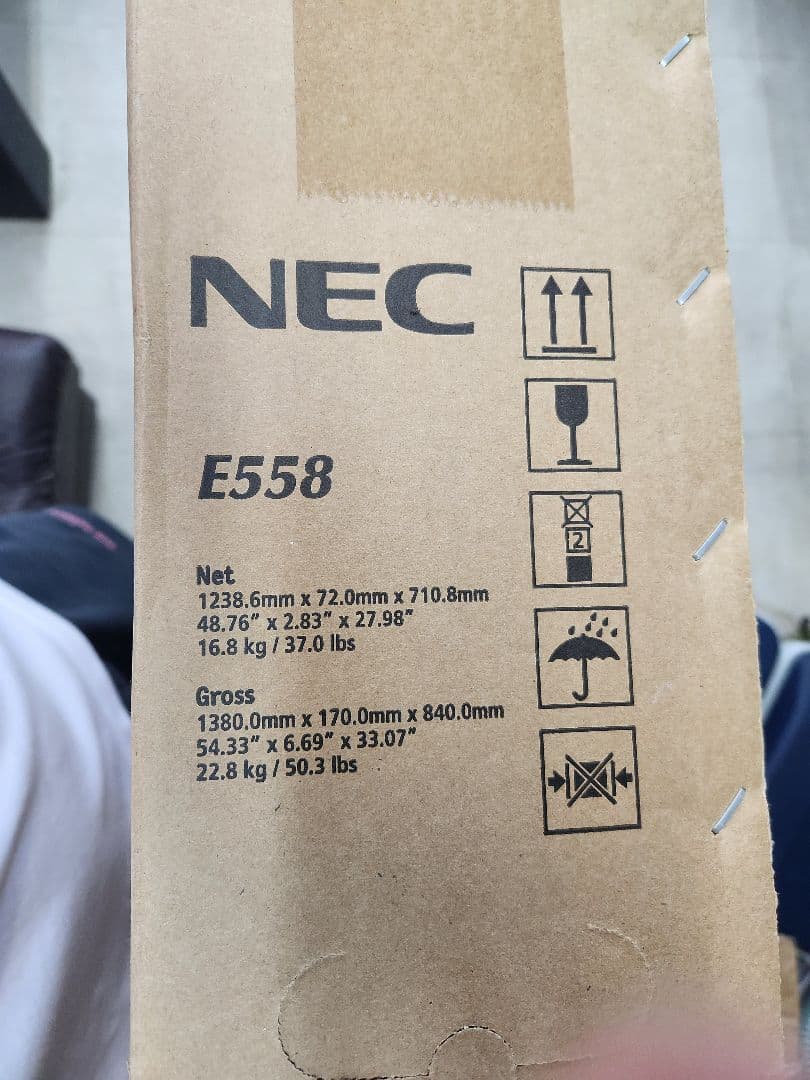 NEC
E558
2
Net
1238.6mm x 72.0mm x 710.8mm
48.76" x 2.83" x 27.98"
16.8 kg / 37.0 lbs
Gross
1380.0mm x 170.0mm x 840.0mm
54.33" x 6.69" x 33.07"
22.8 kg / 50.3 lbs